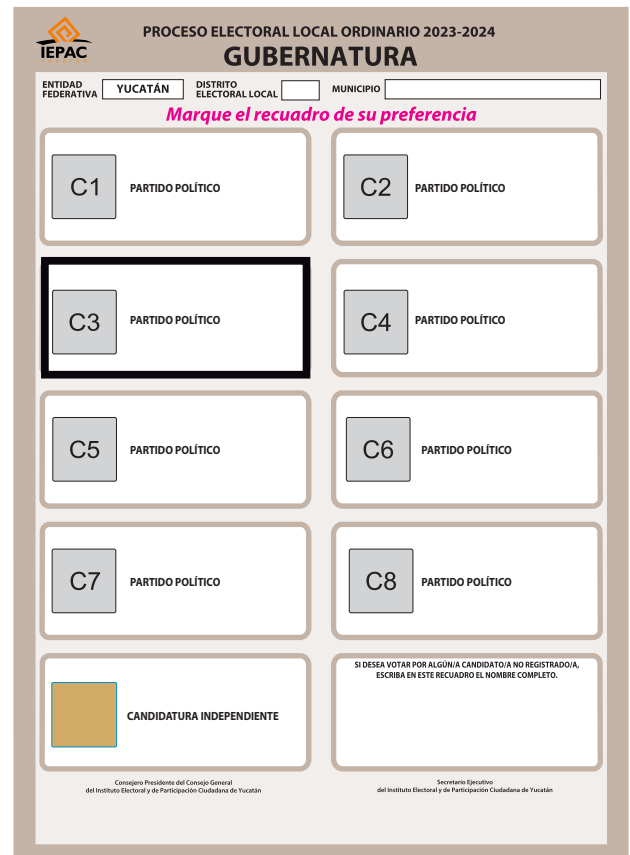 IEPAC
YUCATÁN
PROCESO ELECTORAL LOCAL ORDINARIO 2023-2024
GUBERNATURA
ENTIDAD
FEDERATIVA
YUCATÁN
DISTRITO
ELECTORAL LOCAL
MUNICIPIO
Marque el recuadro de su preferencia
C1
PARTIDO POLÍTICO
C2
PARTIDO POLÍTICO
C3
PARTIDO POLÍTICO
C4
PARTIDO POLÍTICO
C5
PARTIDO POLÍTICO
C6
PARTIDO POLÍTICO
C7
PARTIDO POLÍTICO
C8
PARTIDO POLÍTICO
CANDIDATURA INDEPENDIENTE
SI DESEA VOTAR POR ALGÚN/A CANDIDATO/A NO REGISTRADO/A,
ESCRIBA EN ESTE RECUADRO EL NOMBRE COMPLETO.
Consejero Presidente del Consejo General
del Instituto Electoral y de Participación Ciudadana de Yucatán
Secretario Ejecutivo
del Instituto Electoral y de Participación Ciudadana de Yucatán